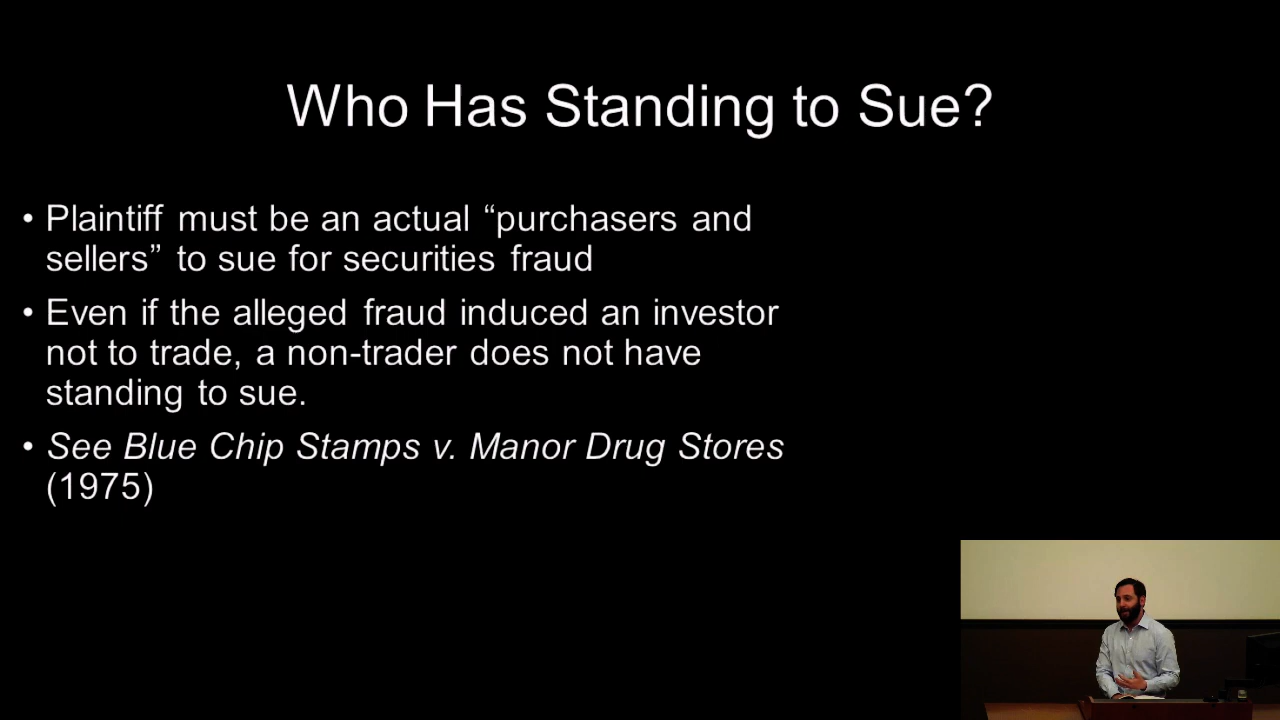 Who Has Standing to Sue?
• Plaintiff must be an actual “purchasers and
sellers” to sue for securities fraud
• Even if the alleged fraud induced an investor
not to trade, a non-trader does not have
standing to sue.
• See Blue Chip Stamps v. Manor Drug Stores
(1975)